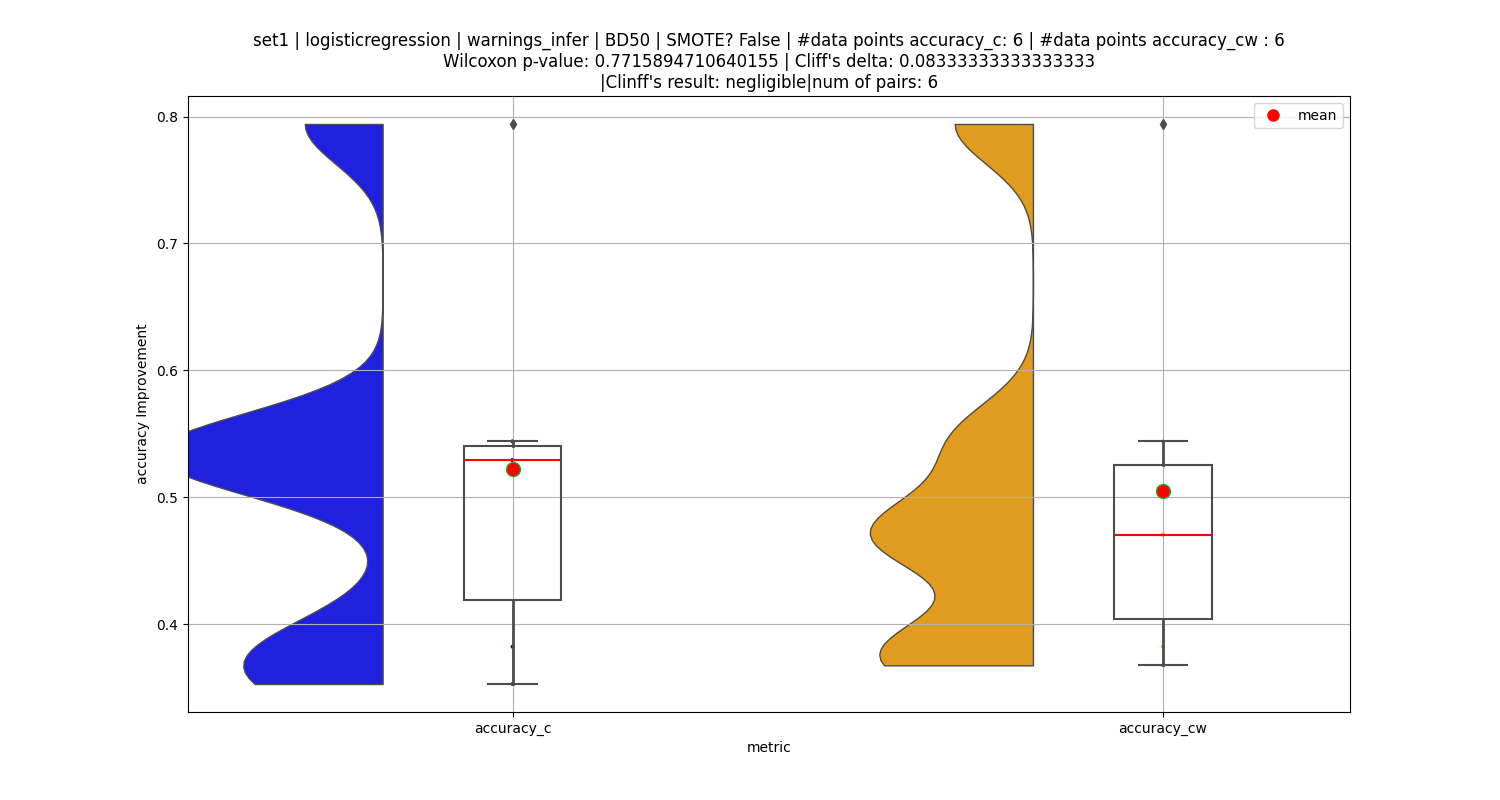 set1 | logisticregression | warnings_infer | BD50 | SMOTE? False | #data points accuracy_c: 6 | #data points accuracy_cw : 6
Wilcoxon p-value: 0.7715894710640155 | Cliff's delta: 0.08333333333333333
|Clinff's result: negligible|num of pairs: 6
mean
0.8
0.7
0.6
0.5
0.4
accuracy Improvement
accuracy_c
accuracy_cw
metric